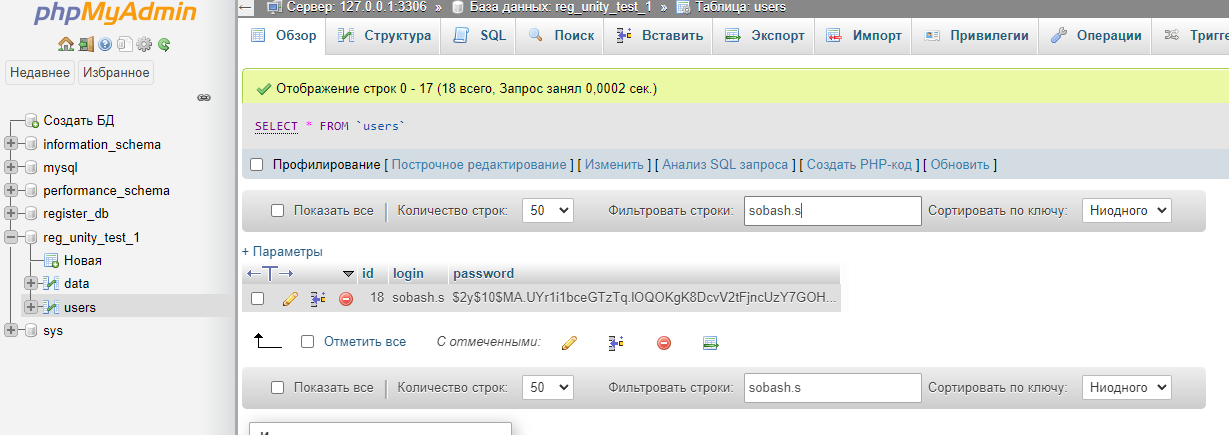 phpMyAdmin
Недавнее Избранное
Создать БД
information_schema
mysql
performance_schema
register_db
reg_unity_test_1
Новая
data
users
sys
Сервер: 127.0.0.1:3306 » База данных: reg_unity_test_1 » Таблица: users
Обзор Структура SQL Поиск Вставить Экспорт Импорт Привилегии Операции Тригге
Отображение строк 0 - 17 (18 всего, Запрос занял 0,0002 сек.)
SELECT * FROM `users`
Профилирование [ Построчное редактирование ] [ Изменить ] [ Анализ SQL запроса ] [ Создать PHP-код ] [ Обновить ]
Показать все Количество строк: 50 Фильтровать строки: sobash.s Сортировать по ключу: Ниодного
+ Параметры
id login password
18 sobash.s $2y$10$MA.UYr1i1bceGTzTq.lOQOKgK8DcvV2tFjncUzY7GOH...
Отметить все С отмеченными:
Показать все Количество строк: 50 Фильтровать строки: sobash.s Сортировать по ключу: Ниодного